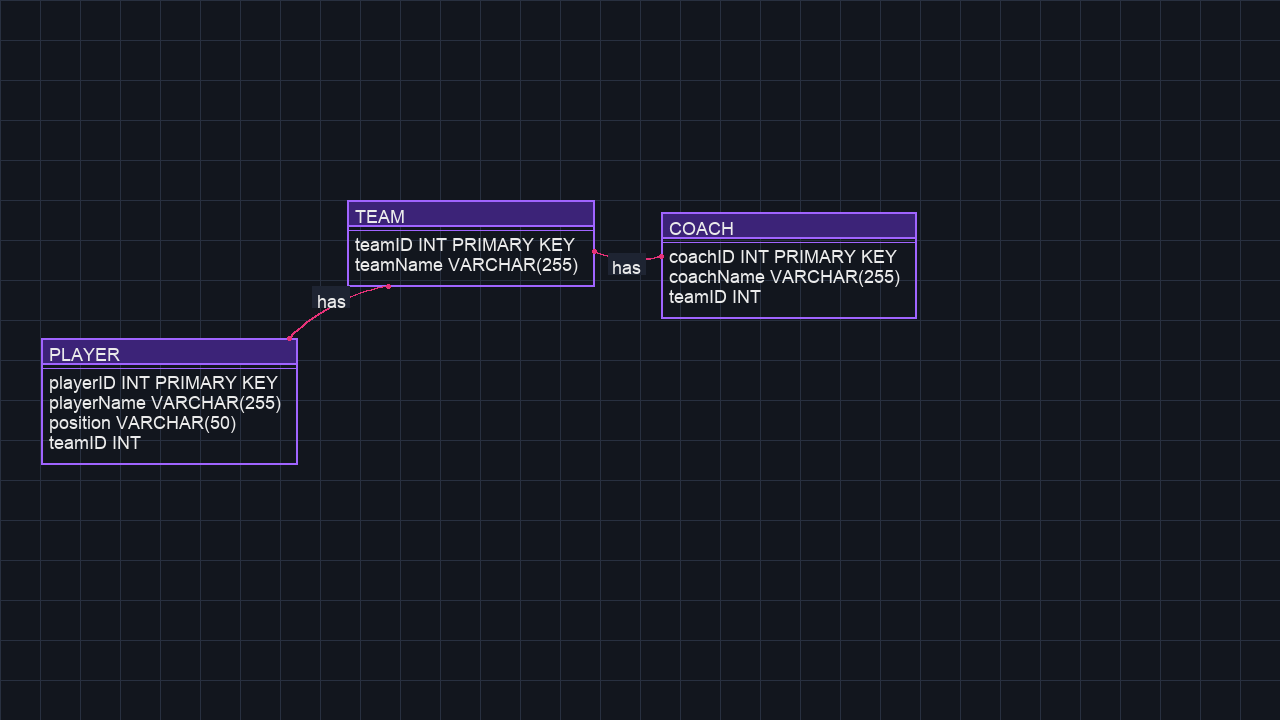 TEAM
teamID INT PRIMARY KEY
teamName VARCHAR(255)
has
COACH
coachID INT PRIMARY KEY
coachName VARCHAR(255)
teamID INT
has
PLAYER
playerID INT PRIMARY KEY
playerName VARCHAR(255)
position VARCHAR(50)
teamID INT